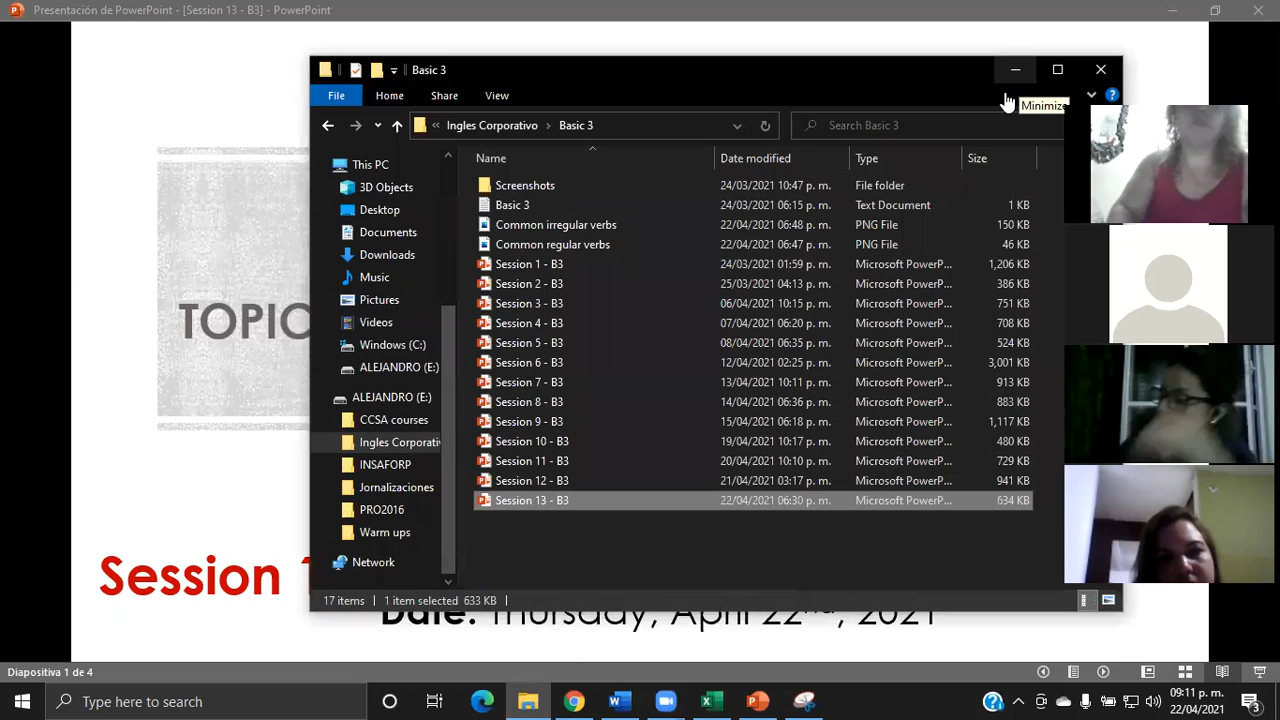 Presentación de PowerPoint - [Session 13 - B3] - PowerPoint
Basic 3
File Home Share View
Minimize
Ingles Corporativo Basic 3
Search Basic 3
Name Date modified Type Size
This PC
3D Objects
Desktop
Documents
Downloads
Music
Pictures
Videos
Windows (C:)
ALEJANDRO (E:)
ALEJANDRO (E:)
CCSA courses
Ingles Corporati
INSAFORP
Jornalizaciones
PRO2016
Warm ups
Network
Screenshots 24/03/2021 10:47 p. m. File folder
Basic 3 24/03/2021 06:15 p. m. Text Document 1 KB
Common irregular verbs 22/04/2021 06:48 p. m. PNG File 150 KB
Common regular verbs 22/04/2021 06:47 p. m. PNG File 46 KB
Session 1 - B3 24/03/2021 01:59 p. m. Microsoft PowerP... 1,206 KB
Session 2 - B3 25/03/2021 04:13 p. m. Microsoft PowerP... 386 KB
Session 3 - B3 06/04/2021 10:15 p. m. Microsoft PowerP... 751 KB
Session 4 - B3 07/04/2021 06:20 p. m. Microsoft PowerP... 708 KB
Session 5 - B3 08/04/2021 06:35 p. m. Microsoft PowerP... 524 KB
Session 6 - B3 12/04/2021 02:25 p. m. Microsoft PowerP... 3,001 KB
Session 7 - B3 13/04/2021 10:11 p. m. Microsoft PowerP... 913 KB
Session 8 - B3 14/04/2021 06:36 p. m. Microsoft PowerP... 883 KB
Session 9 - B3 15/04/2021 06:18 p. m. Microsoft PowerP... 1,117 KB
Session 10 - B3 19/04/2021 10:17 p. m. Microsoft PowerP... 480 KB
Session 11 - B3 20/04/2021 10:10 p. m. Microsoft PowerP... 729 KB
Session 12 - B3 21/04/2021 03:17 p. m. Microsoft PowerP... 941 KB
Session 13 - B3 22/04/2021 06:30 p. m. Microsoft PowerP... 634 KB
17 items 1 item selected 633 KB
TOPIC
Session 1
Date: Thursday, April 22nd, 2021
Diapositiva 1 de 4
Type here to search
09:11 p. m.
22/04/2021
3